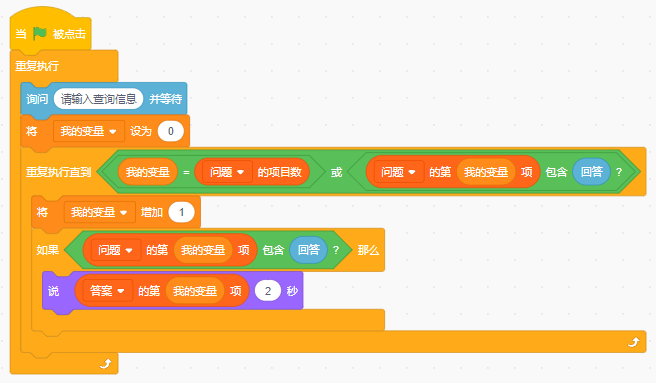 当 被点击
重复执行
询问 请输入查询信息 并等待
将 我的变量 设为 0
重复执行直到 我的变量 = 问题 的项目数 或 问题 的第 我的变量 项 包含 回答 ?
将 我的变量 增加 1
如果 问题 的第 我的变量 项 包含 回答 ? 那么
说 答案 的第 我的变量 项 2 秒